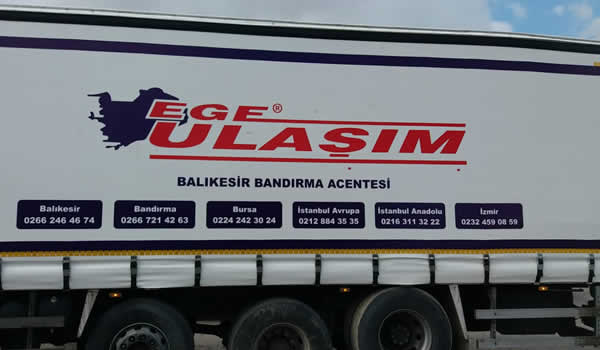 EGE®
ULAŞIM
BALIKESİR BANDIRMA ACENTESİ
Balıkesir
0266 246 46 74
Bandırma
0266 721 42 63
Bursa
0224 242 30 24
İstanbul Avrupa
0212 884 35 35
İstanbul Anadolu
0216 311 32 22
İzmir
0232 459 08 59